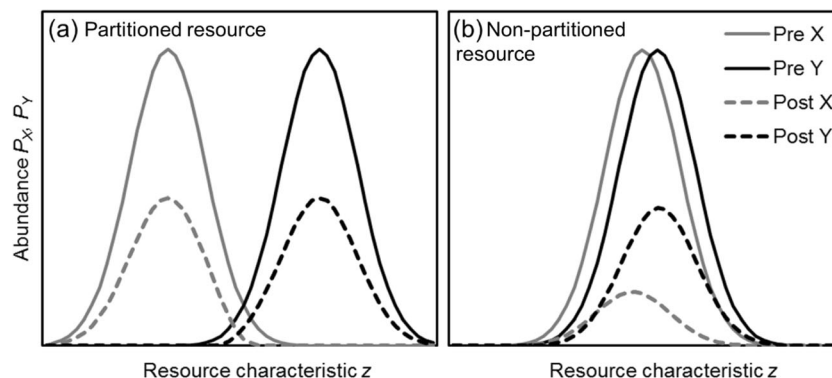 (a) Partitioned resource
(b) Non-partitioned
resource
Pre X
Pre Y
Post X
Post Y
Abundance P_X, P_Y
Resource characteristic z
Resource characteristic z